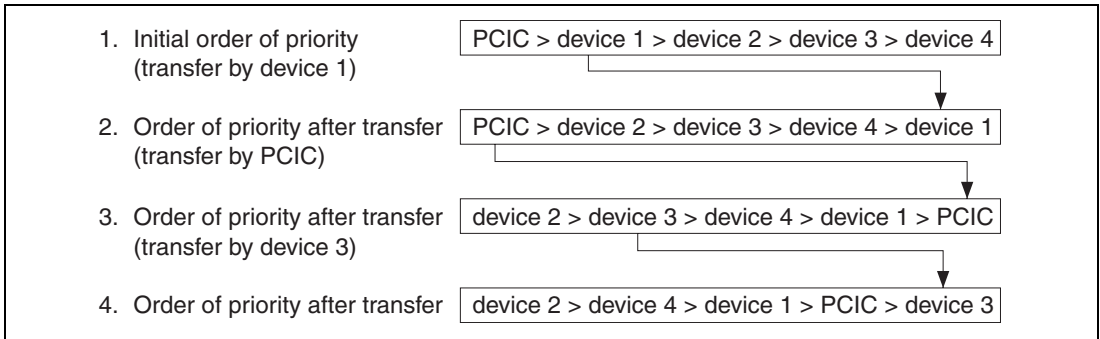 1. Initial order of priority
(transfer by device 1)
PCIC > device 1 > device 2 > device 3 > device 4
2. Order of priority after transfer
(transfer by PCIC)
PCIC > device 2 > device 3 > device 4 > device 1
3. Order of priority after transfer
(transfer by device 3)
device 2 > device 3 > device 4 > device 1 > PCIC
4. Order of priority after transfer
device 2 > device 4 > device 1 > PCIC > device 3